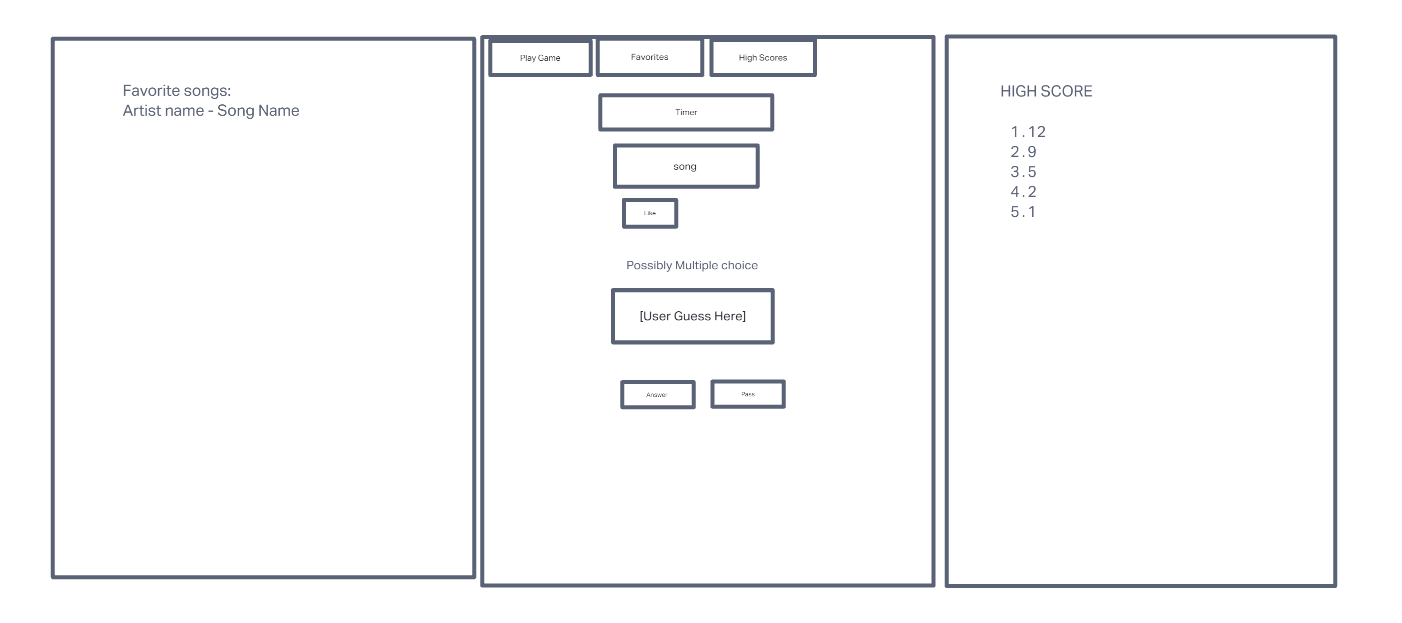 Favorite songs:
Artist name - Song Name
Play Game
Favorites
High Scores
Timer
song
Like
Possibly Multiple choice
[User Guess Here]
Answer
Pass
HIGH SCORE
1. 12
2. 9
3. 5
4. 2
5. 1